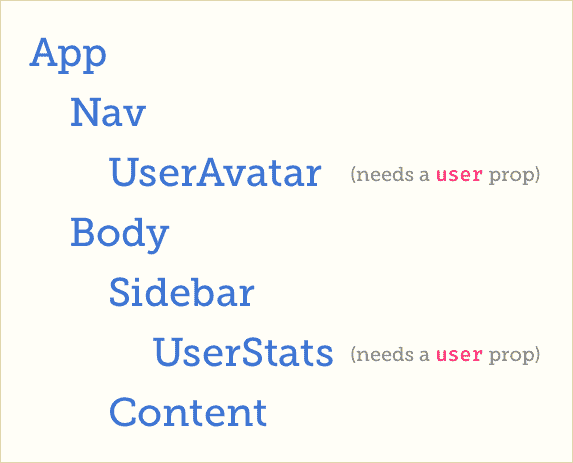 App
Nav
UserAvatar (needs a user prop)
Body
Sidebar
UserStats (needs a user prop)
Content